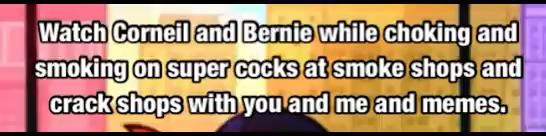 Watch Corneil and Bernie while choking and
smoking on super cocks at smoke shops and
crack shops with you and me and memes.